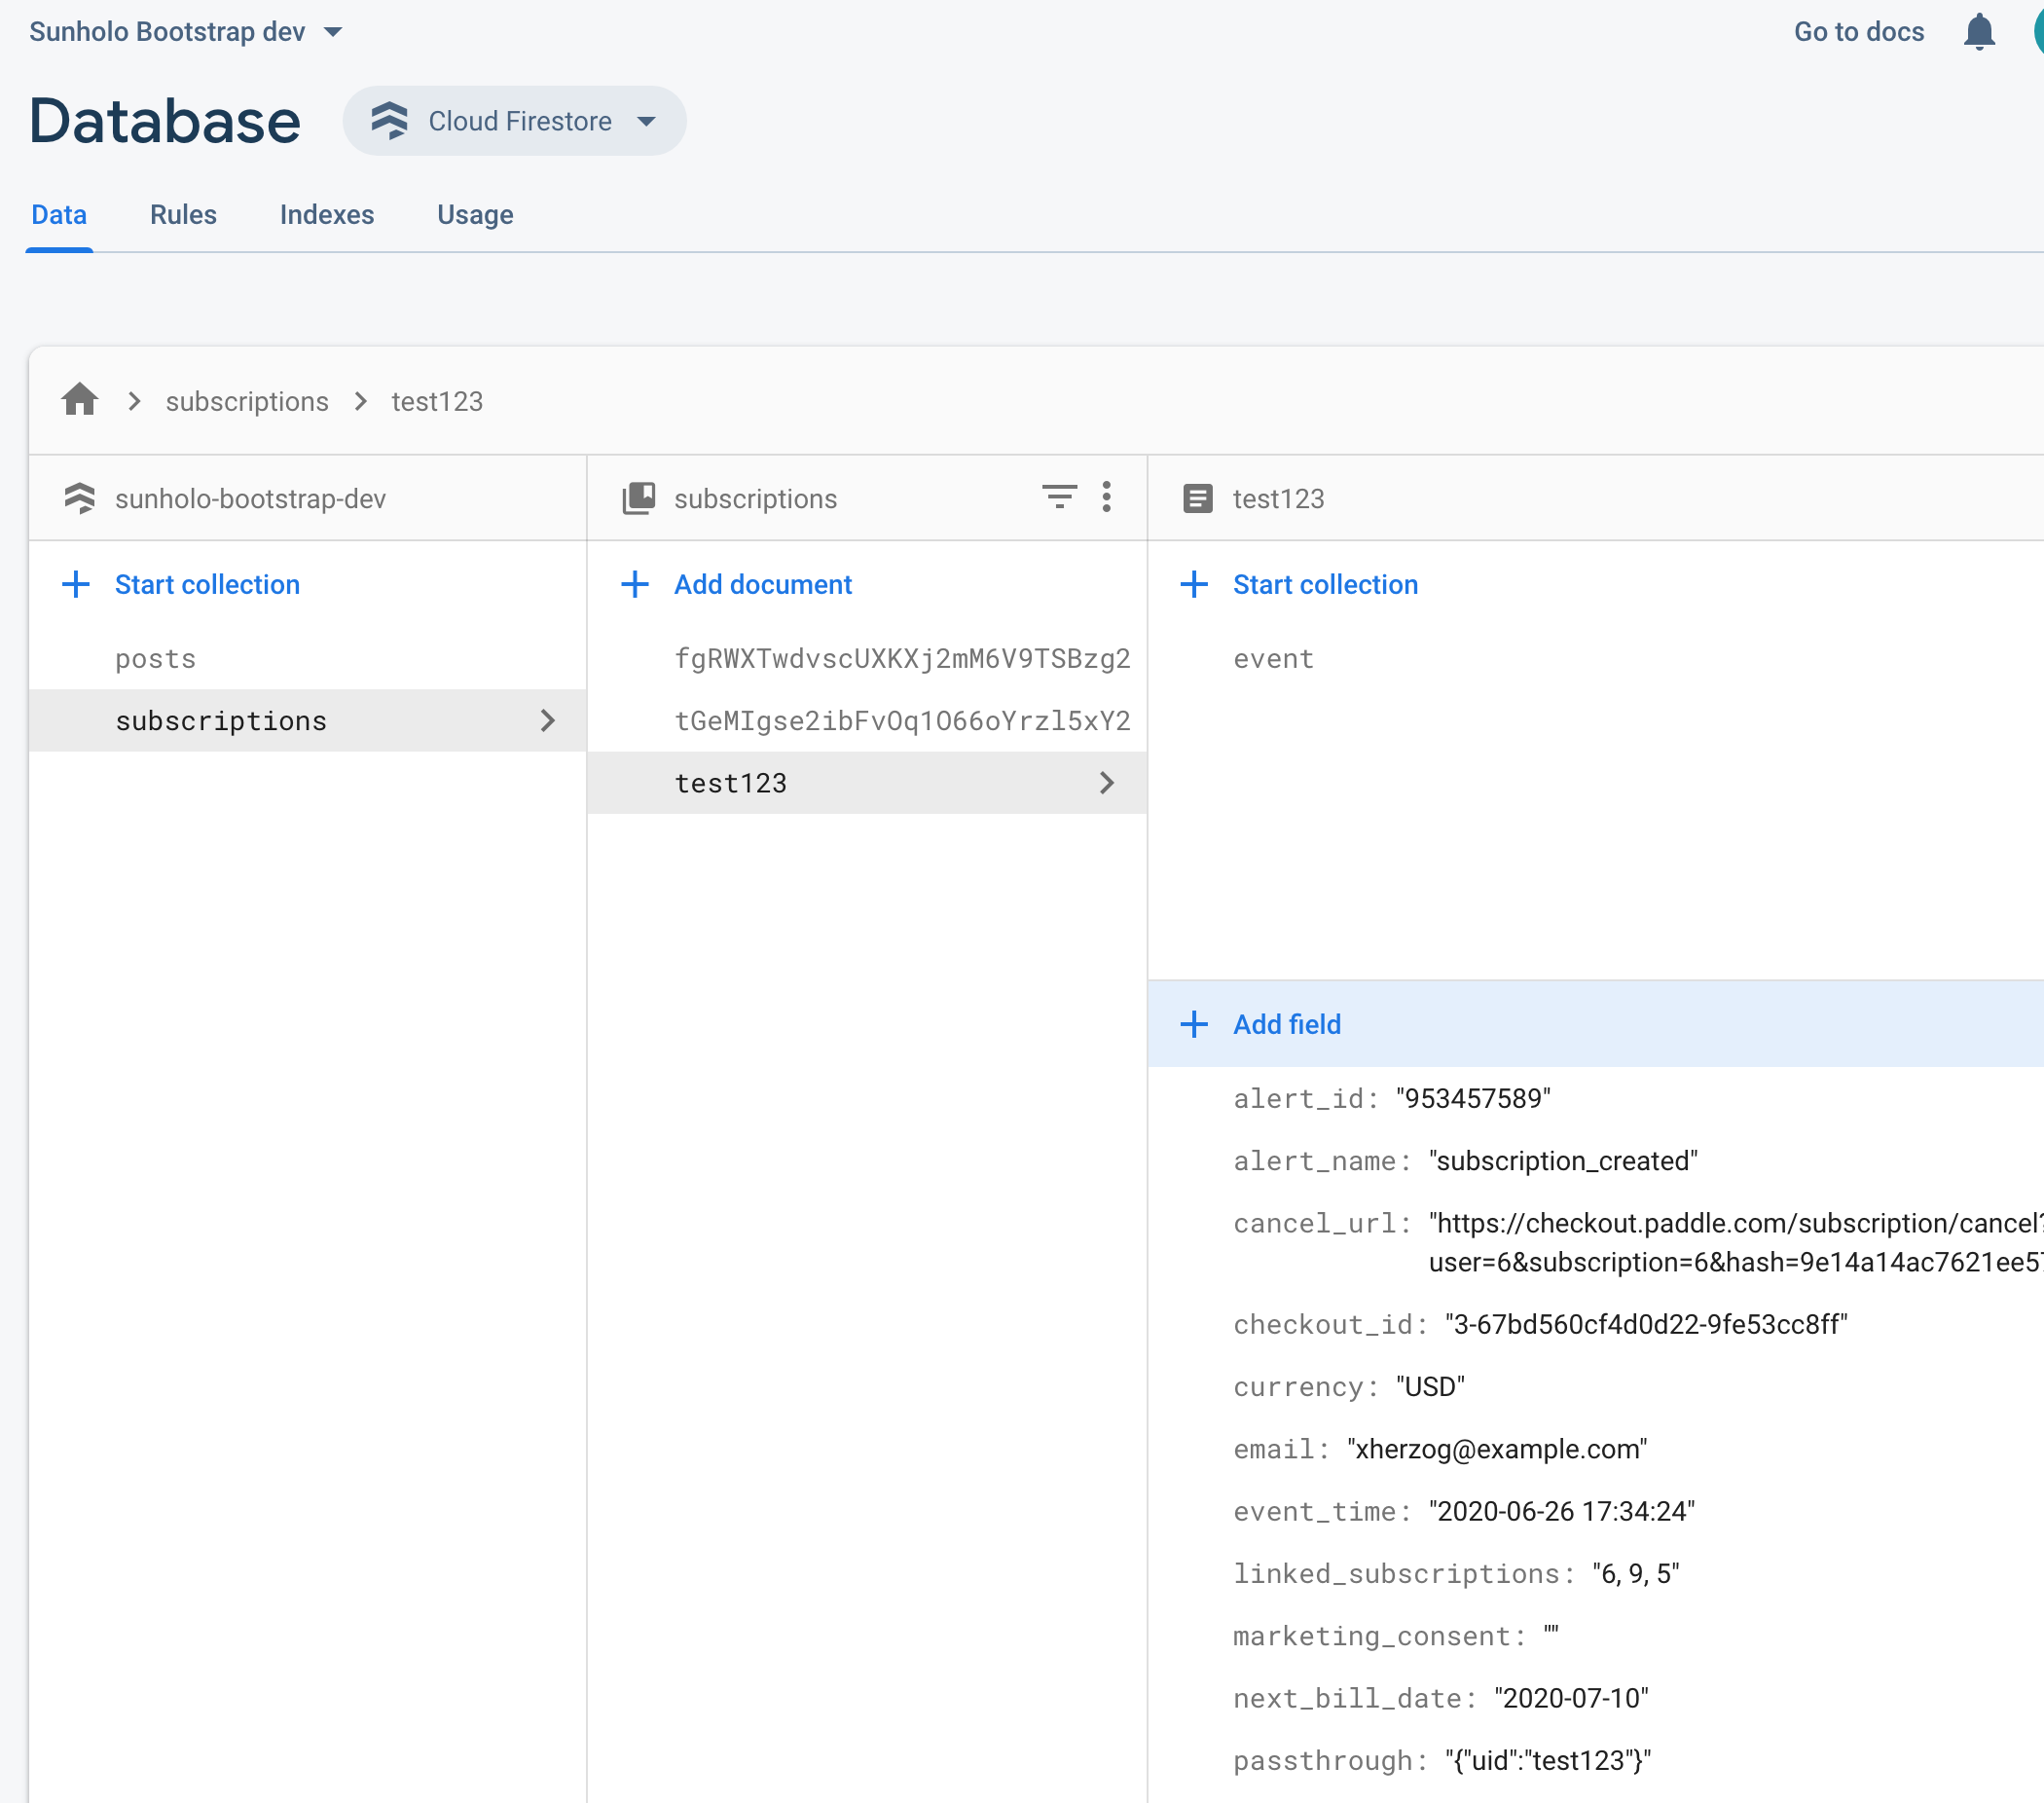 Sunholo Bootstrap dev
Go to docs
Database
Cloud Firestore
Data
Rules
Indexes
Usage
subscriptions
test123
sunholo-bootstrap-dev
Start collection
posts
subscriptions
subscriptions
Add document
fgRWXTwdvscUXKXj2mM6V9TSBzg2
tGeMIgse2ibFvOq1O66oYrzl5xY2
test123
test123
Start collection
event
Add field
alert_id: "953457589"
alert_name: "subscription_created"
cancel_url: "https://checkout.paddle.com/subscription/cancel?
user=6&subscription=6&hash=9e14a14ac7621ee57
checkout_id: "3-67bd560cf4d0d22-9fe53cc8ff"
currency: "USD"
email: "xherzog@example.com"
event_time: "2020-06-26 17:34:24"
linked_subscriptions: "6, 9, 5"
marketing_consent: ""
next_bill_date: "2020-07-10"
passthrough: "{"uid":"test123"}"